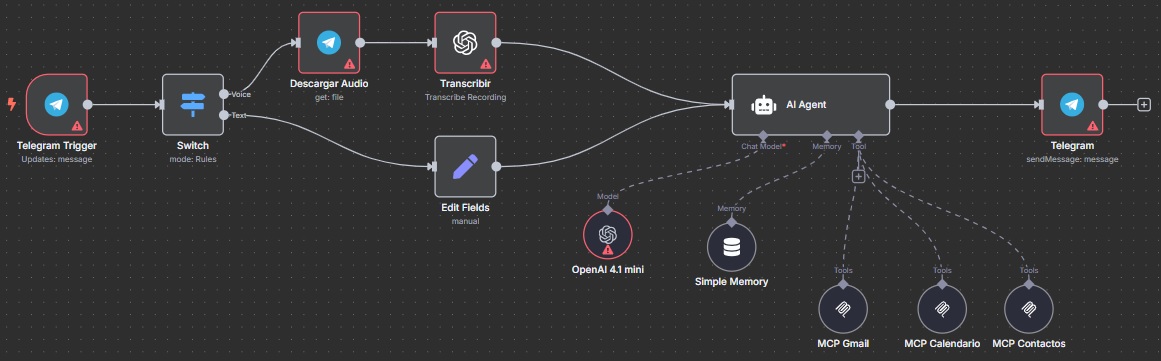 Telegram Trigger
Updates: message
Switch
mode: Rules
Voice
Text
Descargar Audio
get: file
Transcribir
Transcribe Recording
Edit Fields
manual
AI Agent
Chat Model*
Memory
Tool
Telegram
sendMessage: message
Model
OpenAI 4.1 mini
Memory
Simple Memory
Tools
MCP Gmail
Tools
MCP Calendario
Tools
MCP Contactos